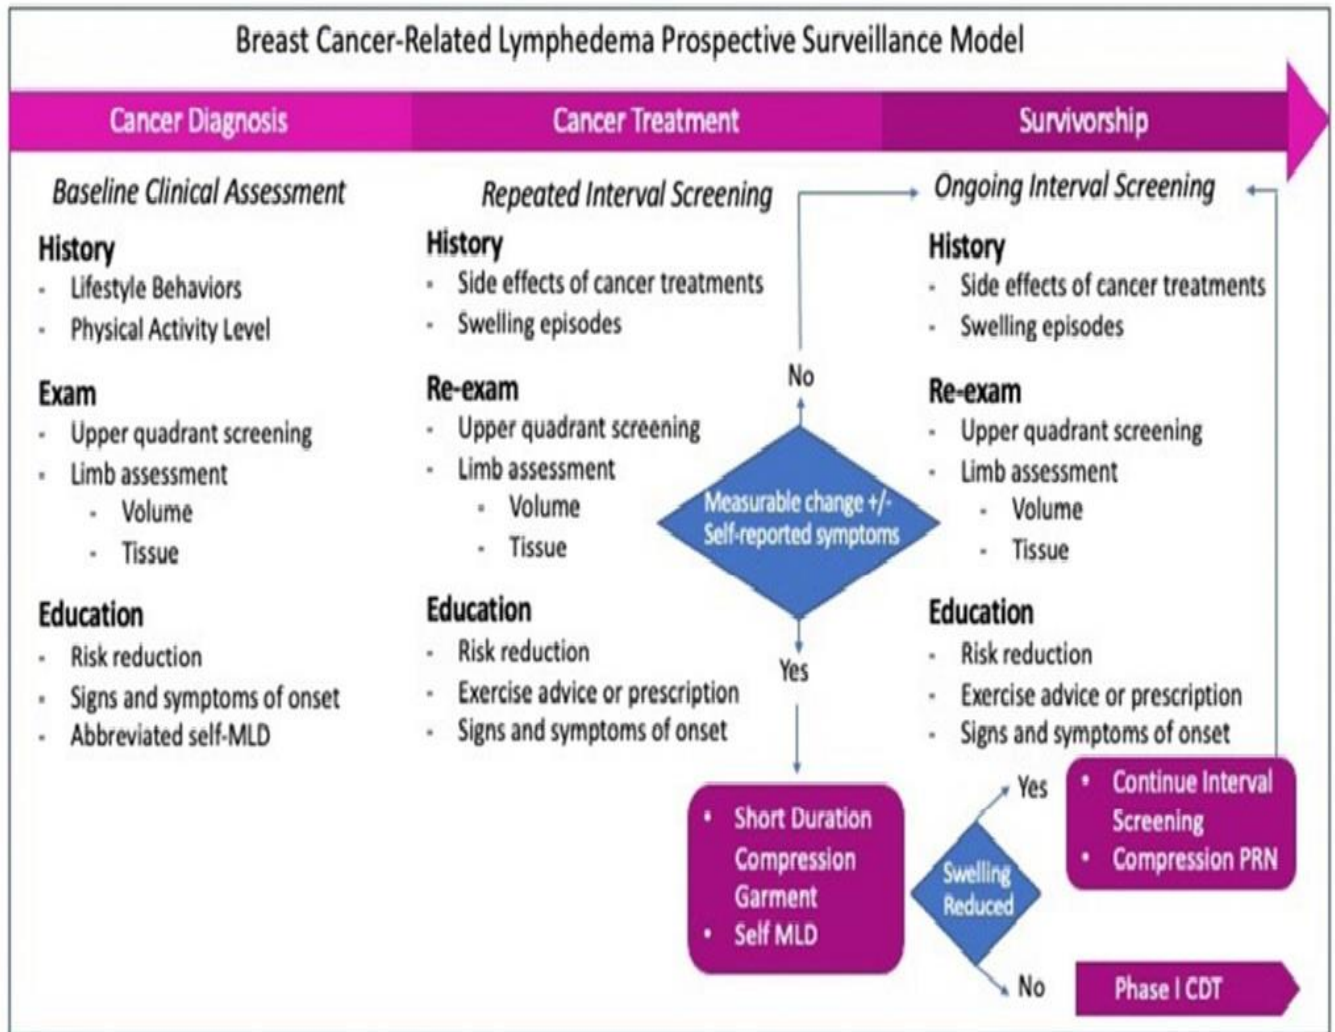 Breast Cancer-Related Lymphedema Prospective Surveillance Model
Cancer Diagnosis
Cancer Treatment
Survivorship
Baseline Clinical Assessment
History
- Lifestyle Behaviors
- Physical Activity Level
Exam
- Upper quadrant screening
- Limb assessment
- Volume
- Tissue
Education
- Risk reduction
- Signs and symptoms of onset
- Abbreviated self-MLD
Repeated Interval Screening
History
- Side effects of cancer treatments
- Swelling episodes
Re-exam
- Upper quadrant screening
- Limb assessment
- Volume
- Tissue
Education
- Risk reduction
- Exercise advice or prescription
- Signs and symptoms of onset
No
Measurable change +/-
Self-reported symptoms
Yes
• Short Duration
Compression
Garment
• Self MLD
Ongoing Interval Screening
History
- Side effects of cancer treatments
- Swelling episodes
Re-exam
- Upper quadrant screening
- Limb assessment
- Volume
- Tissue
Education
- Risk reduction
- Exercise advice or prescription
- Signs and symptoms of onset
Swelling
Reduced
Yes
• Continue Interval
Screening
• Compression PRN
No
Phase I CDT